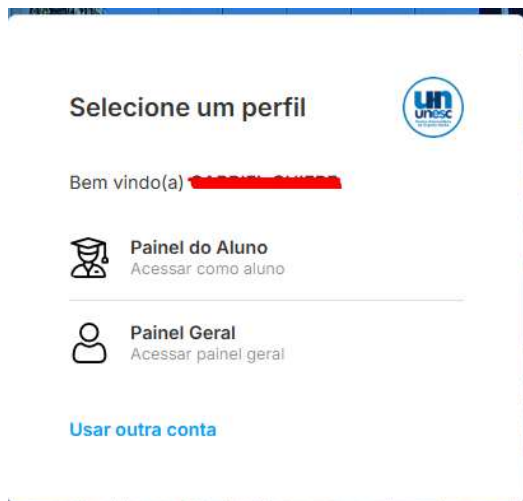 Selecione um perfil
unesc
Bem vindo(a)
Painel do Aluno
Acessar como aluno
Painel Geral
Acessar painel geral
Usar outra conta